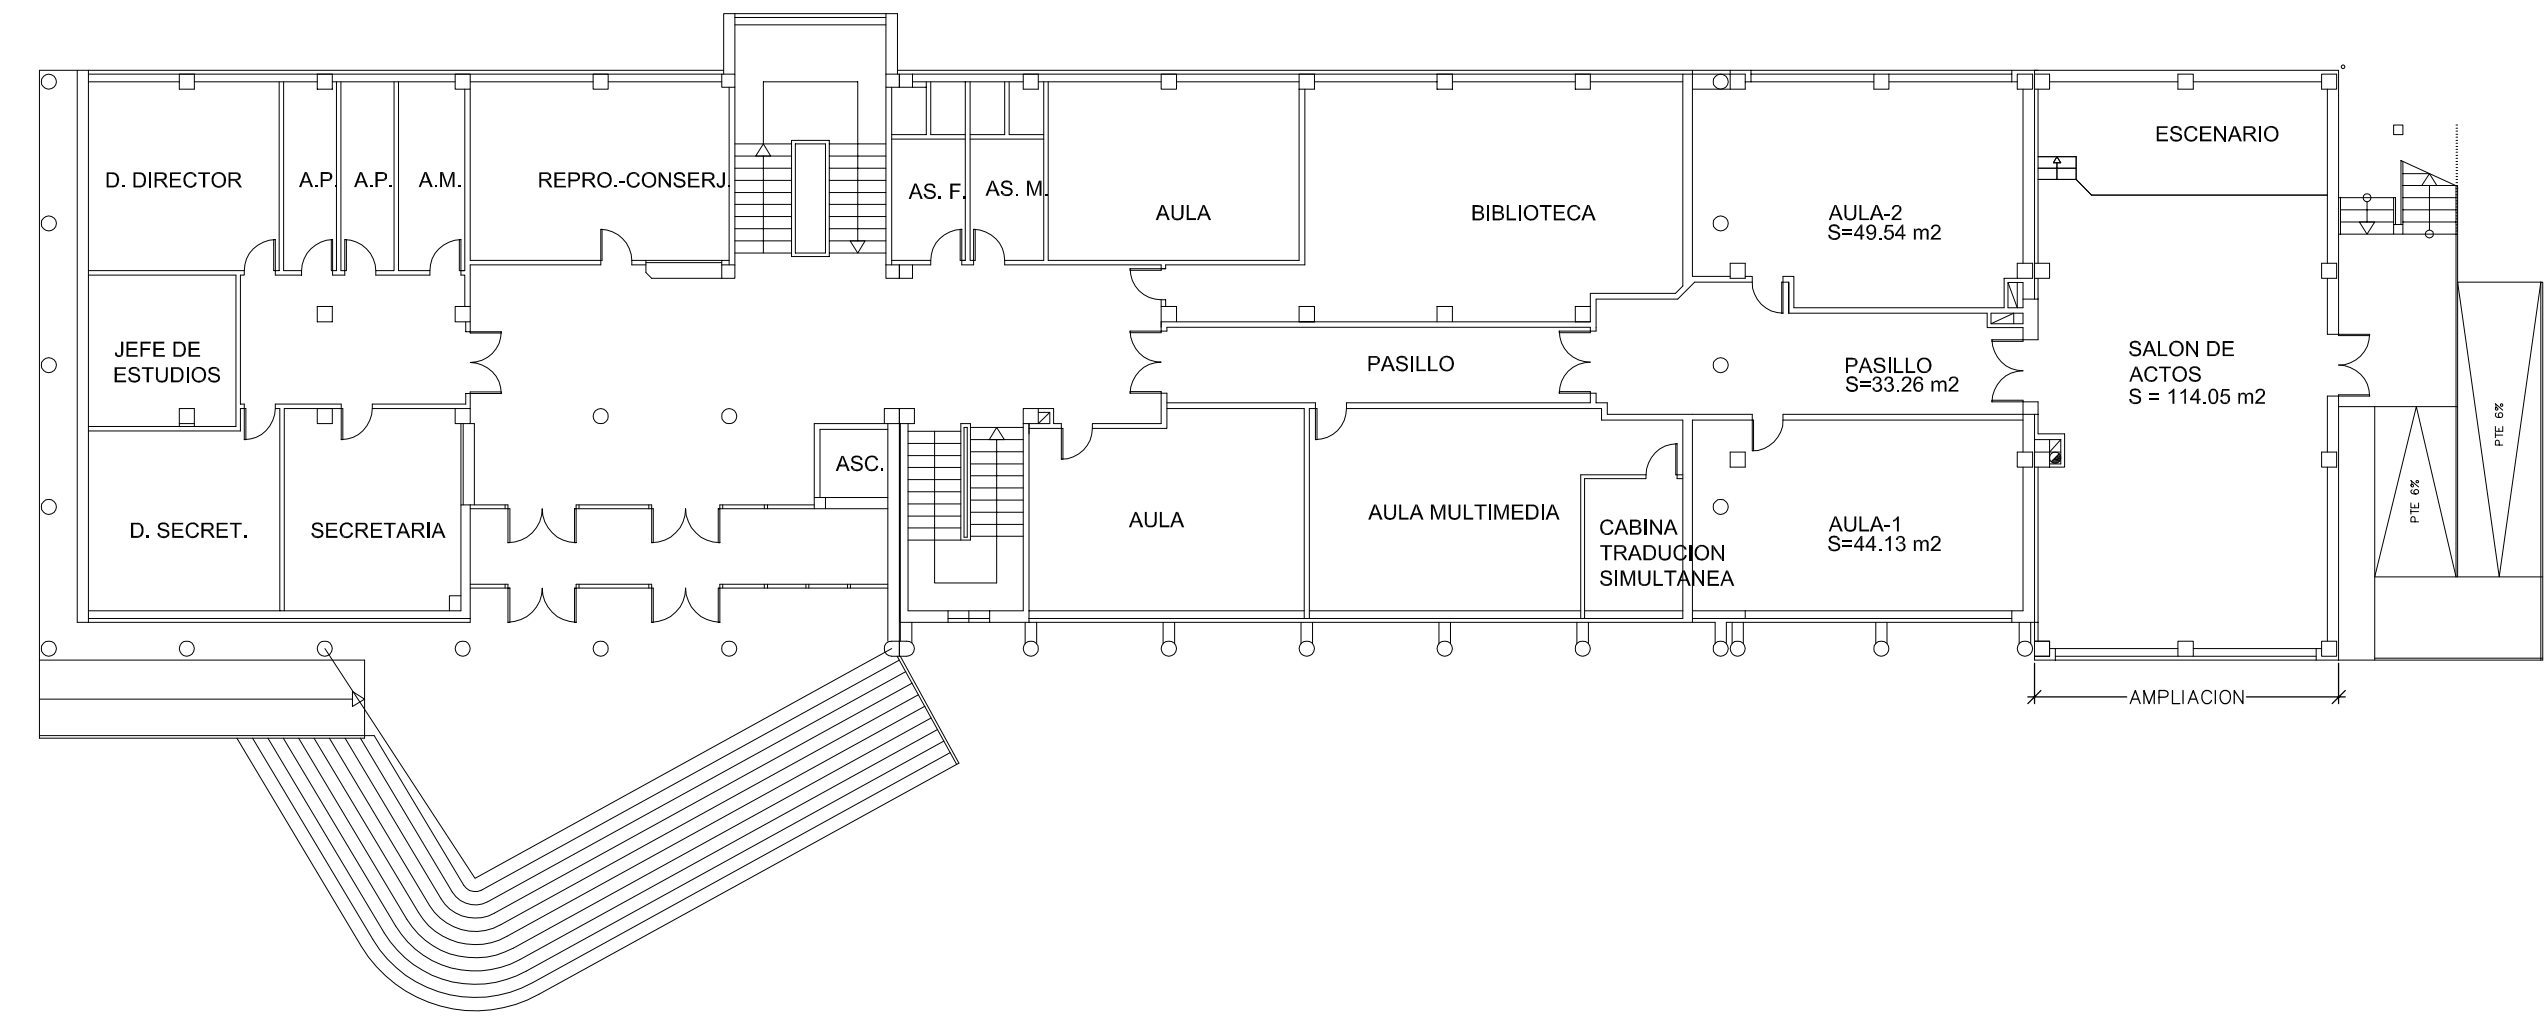 D. DIRECTOR
A.P.
A.P.
A.M.
REPRO.-CONSERJ.
AS. F.
AS. M.
AULA
BIBLIOTECA
AULA-2
S=49.54 m2
ESCENARIO
JEFE DE
ESTUDIOS
PASILLO
PASILLO
S=33.26 m2
SALON DE
ACTOS
S = 114.05 m2
D. SECRET.
SECRETARIA
ASC.
AULA
AULA MULTIMEDIA
CABINA
TRADUCION
SIMULTANEA
AULA-1
S=44.13 m2
PTE 6%
PTE 6%
AMPLIACION